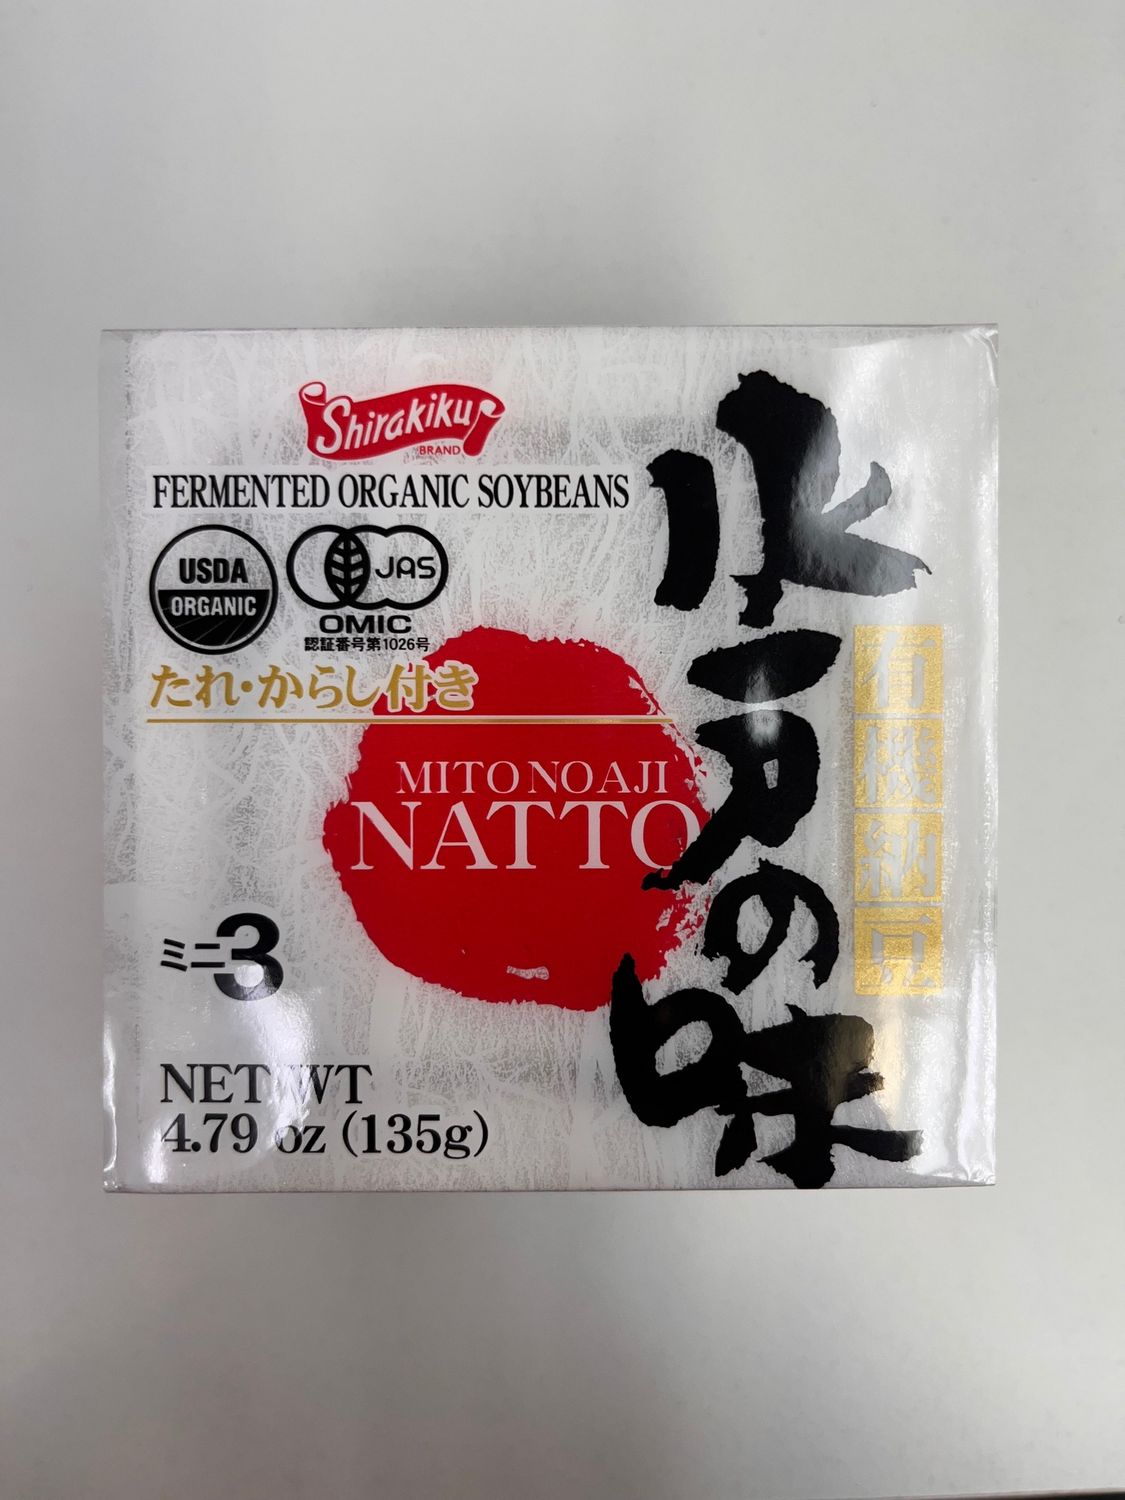 Shirakiku
BRAND
FERMENTED ORGANIC SOYBEANS
USDA
ORGANIC
JAS
OMIC
認証番号第1026号
たれ・からし付き
MITO NO AJI
NATTO
水戸の味
有機納豆
ミニ3
NET WT
4.79 oz (135g)